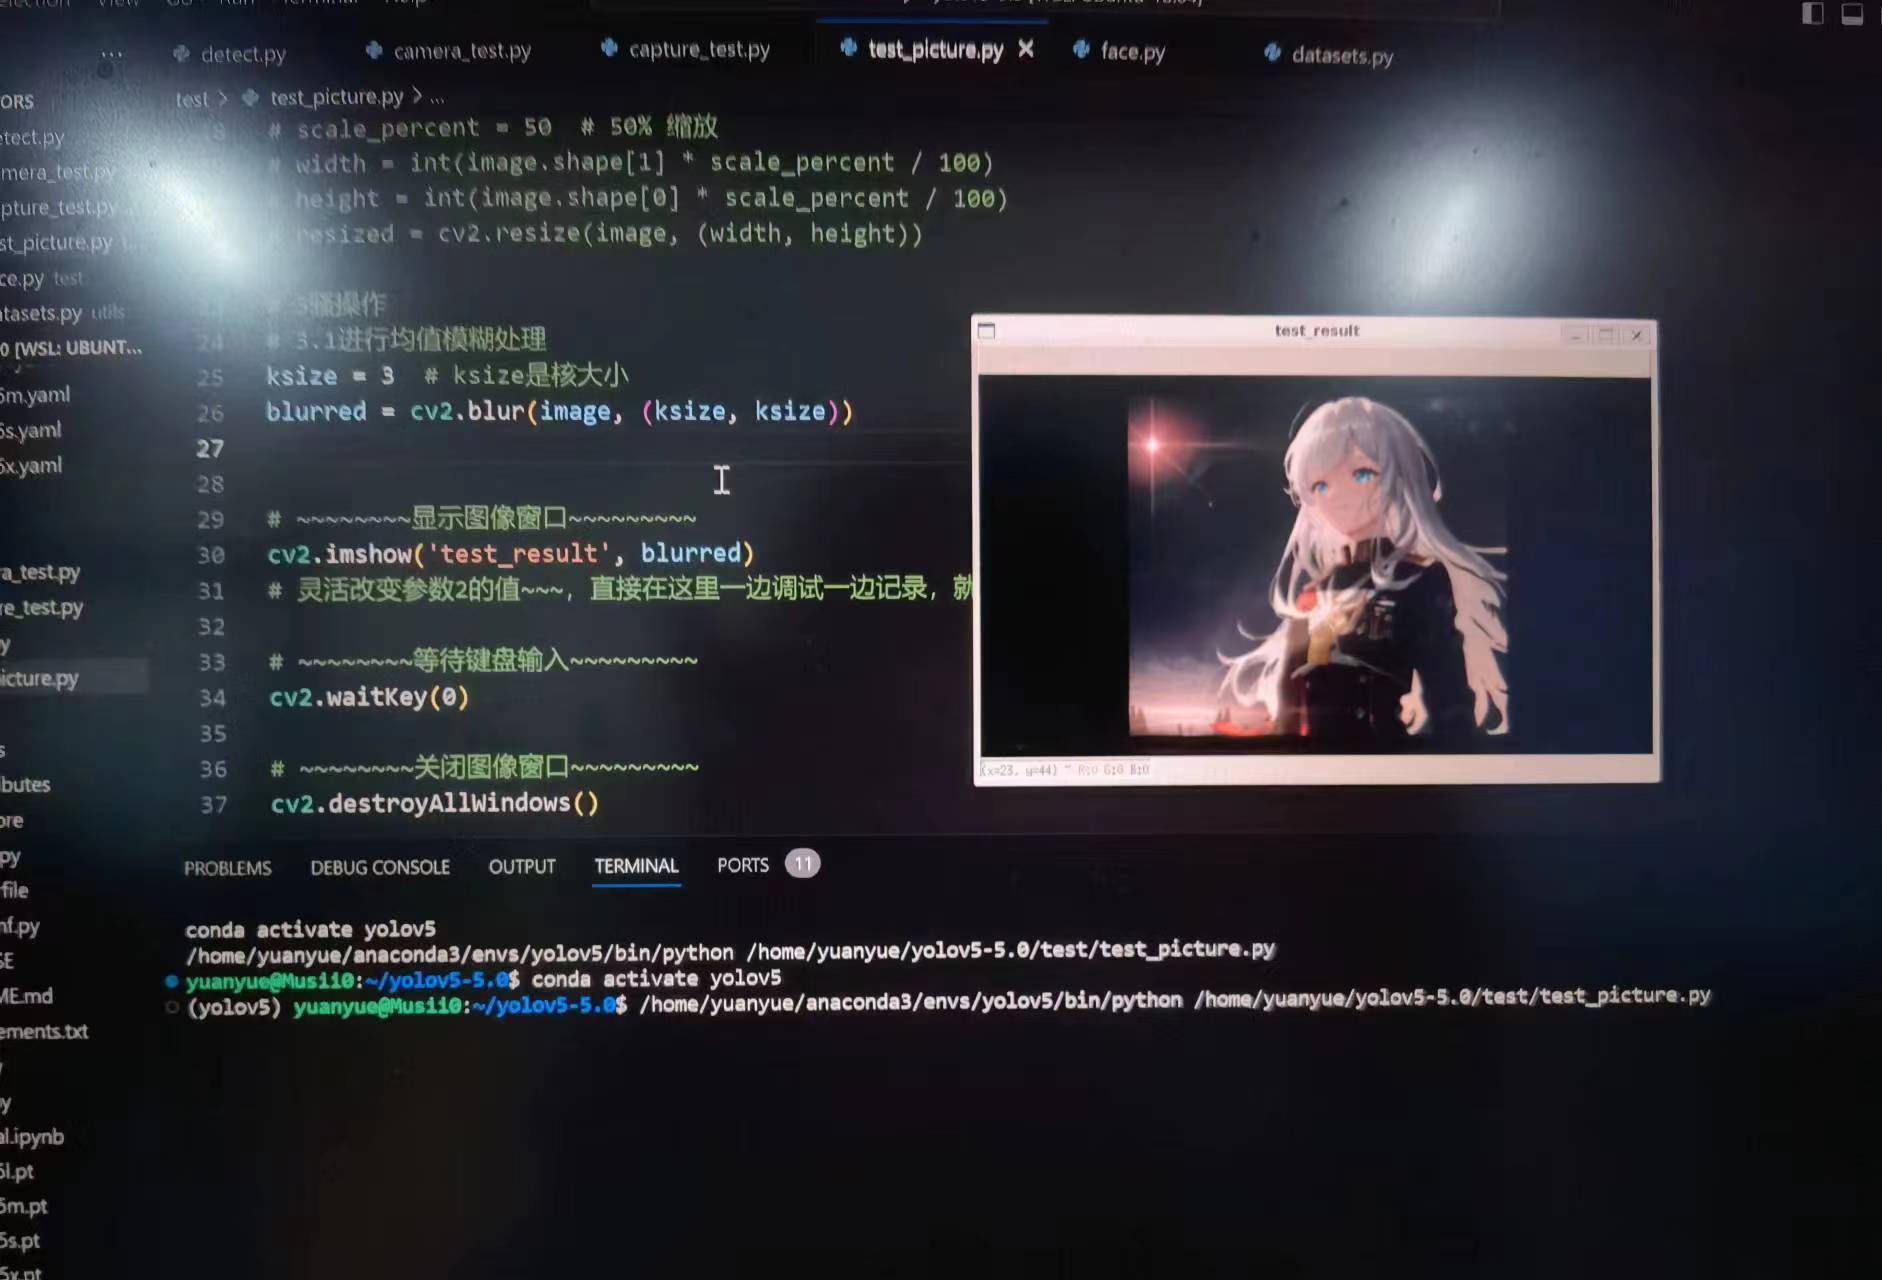 detect.py camera_test.py capture_test.py test_picture.py × face.py datasets.py
test > test_picture.py > ...
# scale_percent = 50 # 50% 缩放
# width = int(image.shape[1] * scale_percent / 100)
# height = int(image.shape[0] * scale_percent / 100)
resized = cv2.resize(image, (width, height))
# 3骚操作
24 # 3.1进行均值模糊处理
25 ksize = 3 # ksize是核大小
26 blurred = cv2.blur(image, (ksize, ksize))
27
28
29 # ~~~~~~~~显示图像窗口~~~~~~~~~
30 cv2.imshow('test_result', blurred)
31 # 灵活改变参数2的值~~~, 直接在这里一边调试一边记录, 就
32
33 # ~~~~~~~~等待键盘输入~~~~~~~~~
34 cv2.waitKey(0)
35
36 # ~~~~~~~~关闭图像窗口~~~~~~~~~
37 cv2.destroyAllWindows()
ORS
etect.py
mera_test.py
pture_test.py
st_picture.py
ce.py test
tasets.py utils
0 [WSL: UBUNT...
5m.yaml
5s.yaml
5x.yaml
a_test.py
re_test.py
y
icture.py
s
butes
ore
py
file
nf.py
SE
ME.md
ements.txt
y
al.ipynb
5l.pt
5m.pt
5s.pt
5x.pt
test_result
(x=23, y=44) ~ R:0 G:0 B:0
PROBLEMS DEBUG CONSOLE OUTPUT TERMINAL PORTS 11
conda activate yolov5
/home/yuanyue/anaconda3/envs/yolov5/bin/python /home/yuanyue/yolov5-5.0/test/test_picture.py
yuanyue@Musi10:~/yolov5-5.0$ conda activate yolov5
(yolov5) yuanyue@Musi10:~/yolov5-5.0$ /home/yuanyue/anaconda3/envs/yolov5/bin/python /home/yuanyue/yolov5-5.0/test/test_picture.py